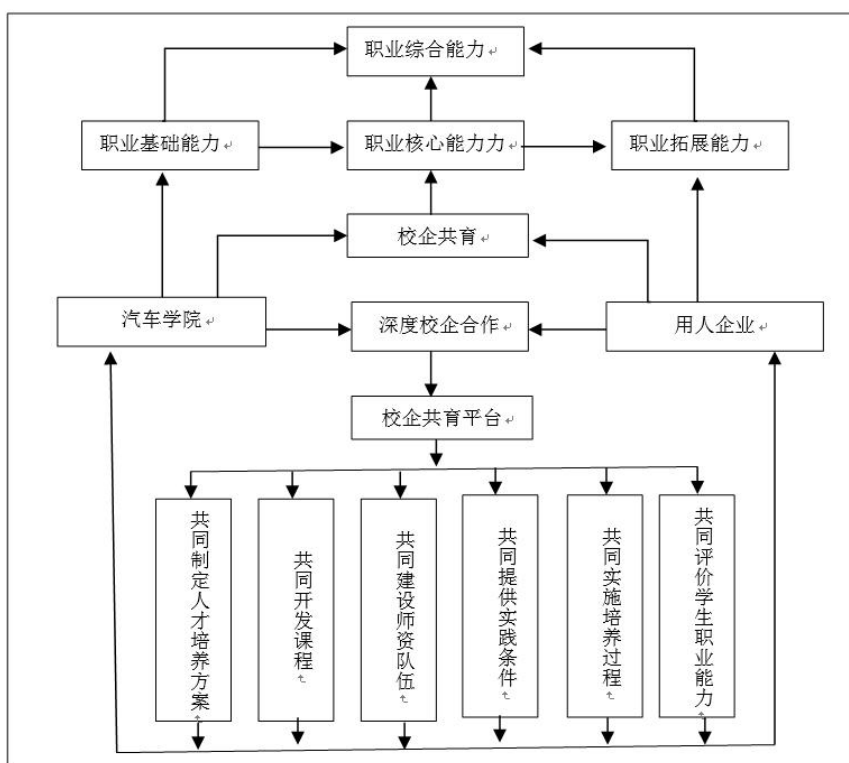 职业综合能力
职业基础能力
职业核心能力力
职业拓展能力
校企共育
汽车学院
深度校企合作
用人企业
校企共育平台
共同制定人才培养方案
共同开发课程
共同建设师资队伍
共同提供实践条件
共同实施培养过程
共同评价学生职业能力